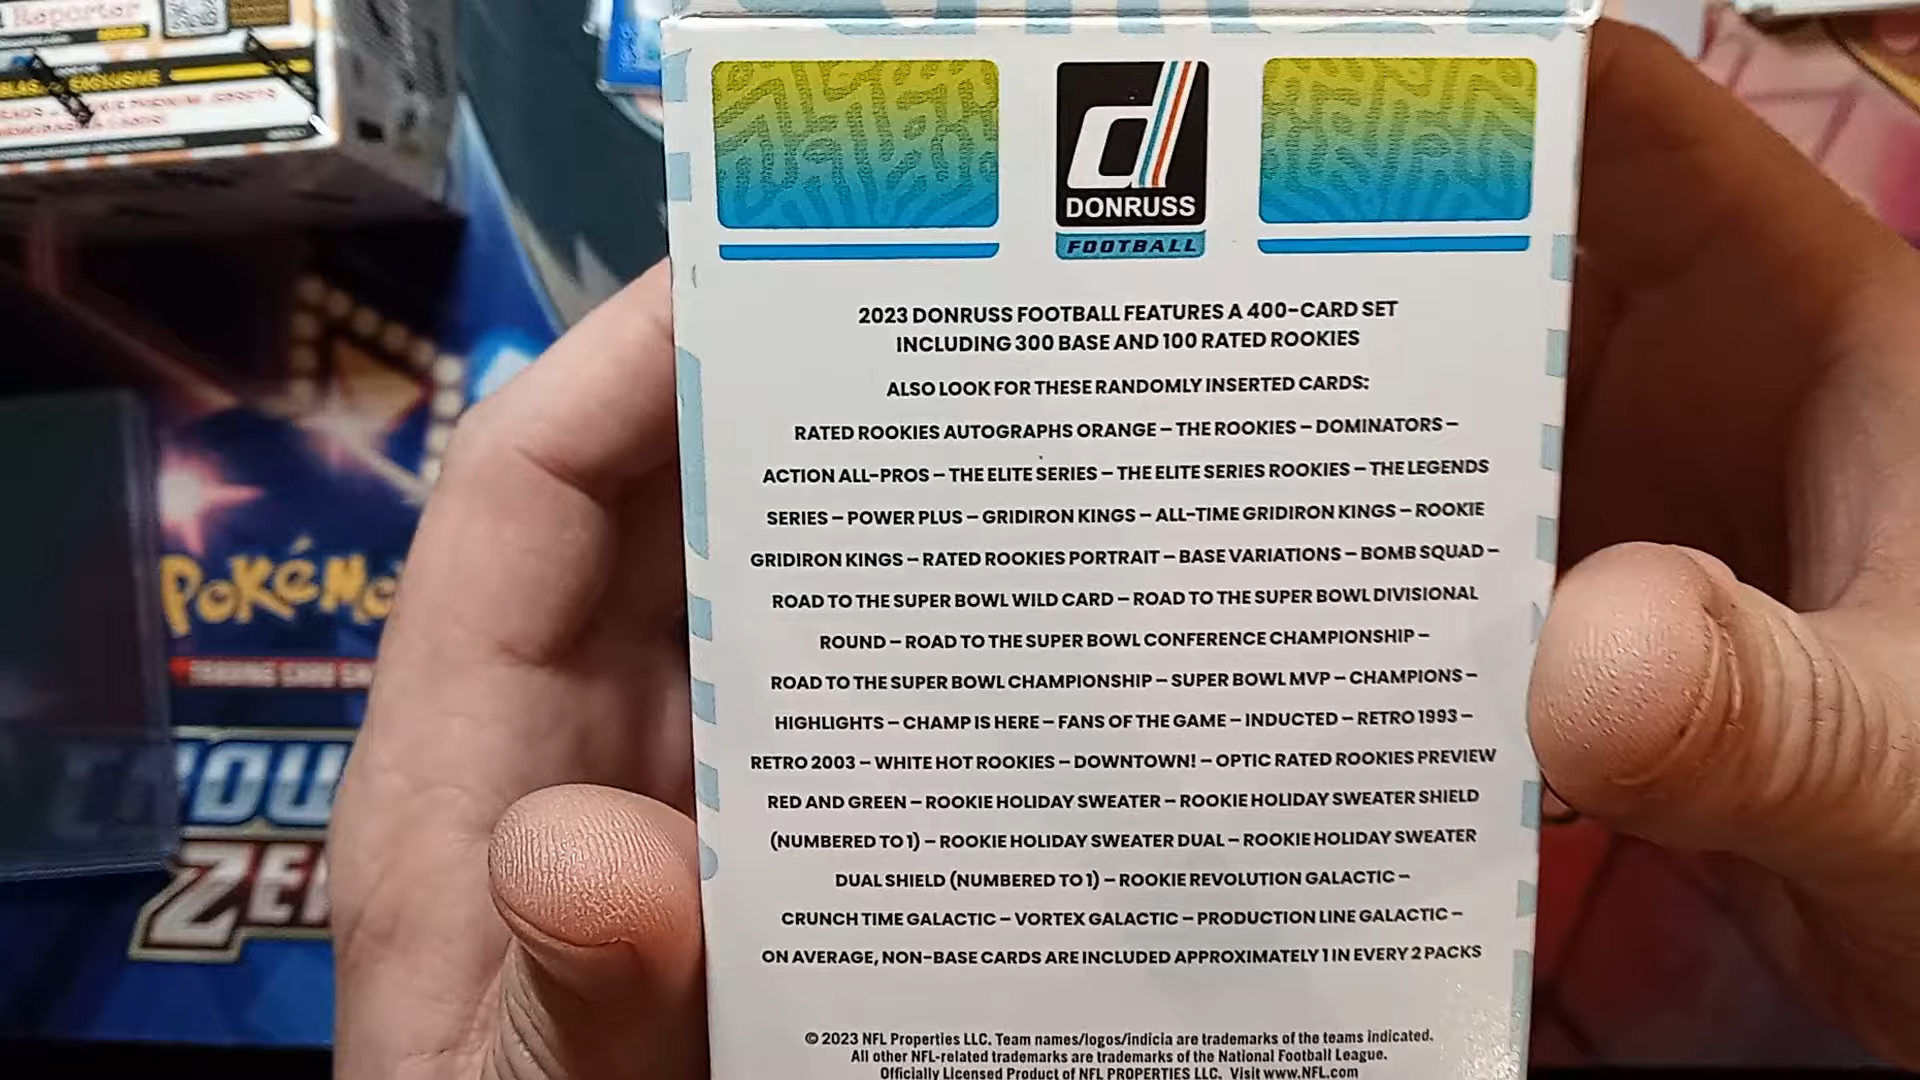 Reporter
EXCLUSIVE
DONRUSS
FOOTBALL
2023 DONRUSS FOOTBALL FEATURES A 400-CARD SET
INCLUDING 300 BASE AND 100 RATED ROOKIES
ALSO LOOK FOR THESE RANDOMLY INSERTED CARDS:
RATED ROOKIES AUTOGRAPHS ORANGE – THE ROOKIES – DOMINATORS –
ACTION ALL-PROS – THE ELITE SERIES – THE ELITE SERIES ROOKIES – THE LEGENDS
SERIES – POWER PLUS – GRIDIRON KINGS – ALL-TIME GRIDIRON KINGS – ROOKIE
GRIDIRON KINGS – RATED ROOKIES PORTRAIT – BASE VARIATIONS – BOMB SQUAD –
ROAD TO THE SUPER BOWL WILD CARD – ROAD TO THE SUPER BOWL DIVISIONAL
ROUND – ROAD TO THE SUPER BOWL CONFERENCE CHAMPIONSHIP –
ROAD TO THE SUPER BOWL CHAMPIONSHIP – SUPER BOWL MVP – CHAMPIONS –
HIGHLIGHTS – CHAMP IS HERE – FANS OF THE GAME – INDUCTED – RETRO 1993 –
RETRO 2003 – WHITE HOT ROOKIES – DOWNTOWN! – OPTIC RATED ROOKIES PREVIEW
RED AND GREEN – ROOKIE HOLIDAY SWEATER – ROOKIE HOLIDAY SWEATER SHIELD
(NUMBERED TO 1) – ROOKIE HOLIDAY SWEATER DUAL – ROOKIE HOLIDAY SWEATER
DUAL SHIELD (NUMBERED TO 1) – ROOKIE REVOLUTION GALACTIC –
CRUNCH TIME GALACTIC – VORTEX GALACTIC – PRODUCTION LINE GALACTIC –
ON AVERAGE, NON-BASE CARDS ARE INCLUDED APPROXIMATELY 1 IN EVERY 2 PACKS
© 2023 NFL Properties LLC. Team names/logos/indicia are trademarks of the teams indicated.
All other NFL-related trademarks are trademarks of the National Football League.
Officially Licensed Product of NFL PROPERTIES LLC. Visit www.NFL.com
POKéMO
TRADING CARD GA
ROW
ZE